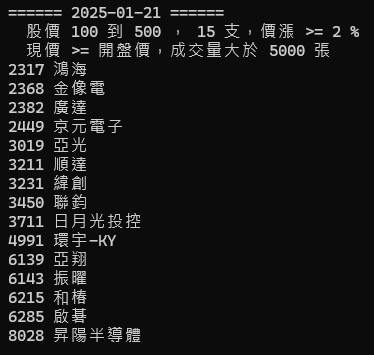 ====== 2025-01-21 ======
股價 100 到 500 , 15 支，價漲 >= 2 %
現價 >= 開盤價，成交量大於 5000 張
2317 鴻海
2368 金像電
2382 廣達
2449 京元電子
3019 亞光
3211 順達
3231 緯創
3450 聯鈞
3711 日月光投控
4991 環宇-KY
6139 亞翔
6143 振曜
6215 和椿
6285 啟碁
8028 昇陽半導體